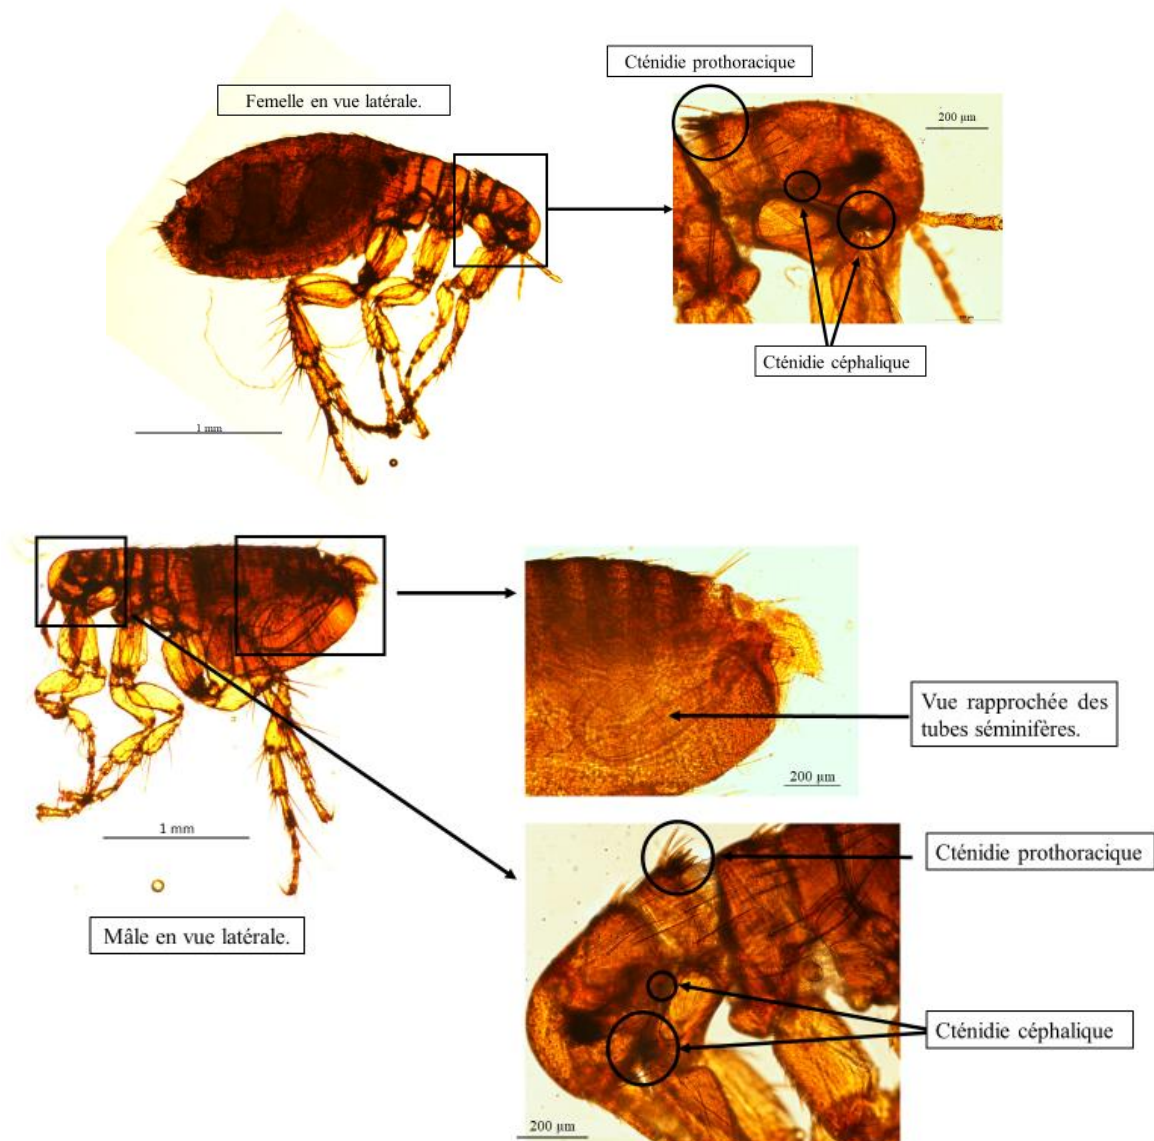 Cténidie prothoracique
Femelle en vue latérale.
200 µm
Cténidie céphalique
1 mm
Vue rapprochée des
tubes séminifères.
200 µm
1 mm
Cténidie prothoracique
Mâle en vue latérale.
Cténidie céphalique
200 µm